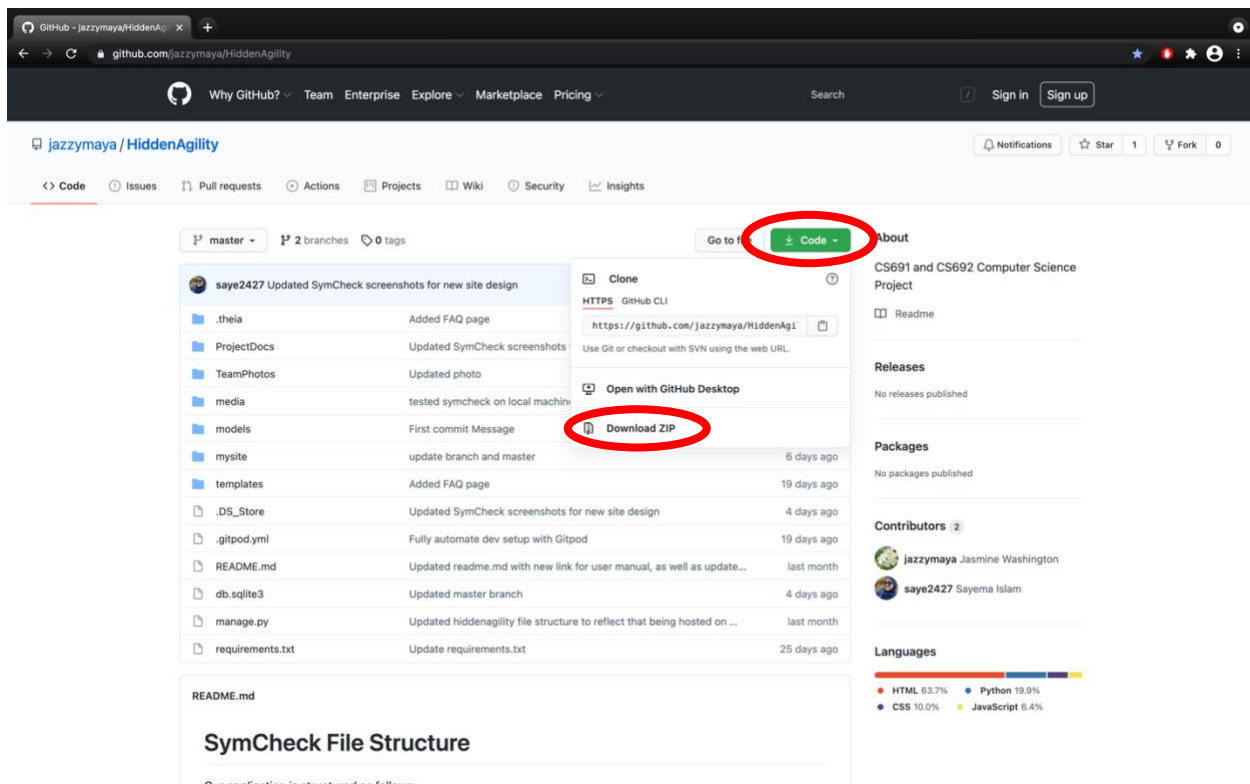 GitHub - jazzymaya/HiddenAg
github.com/jazzymaya/HiddenAgility
Why GitHub? Team Enterprise Explore Marketplace Pricing Search / Sign in Sign up
jazzymaya / HiddenAgility
Notifications Star 1 Fork 0
Code Issues Pull requests Actions Projects Wiki Security Insights
master 2 branches 0 tags Go to Code
saye2427 Updated SymCheck screenshots for new site design
.theia Added FAQ page
ProjectDocs Updated SymCheck screenshots
TeamPhotos Updated photo
media tested symcheck on local machin
models First commit Message
mysite update branch and master 6 days ago
templates Added FAQ page 19 days ago
.DS_Store Updated SymCheck screenshots for new site design 4 days ago
.gitpod.yml Fully automate dev setup with Gitpod 19 days ago
README.md Updated readme.md with new link for user manual, as well as update... last month
db.sqlite3 Updated master branch 4 days ago
manage.py Updated hiddenagility file structure to reflect that being hosted on ... last month
requirements.txt Update requirements.txt 25 days ago
Clone
HTTPS GitHub CLI
https://github.com/jazzymaya/HiddenAgi
Use Git or checkout with SVN using the web URL.
Open with GitHub Desktop
Download ZIP
README.md
SymCheck File Structure
Our application is structured as follows:
About
CS691 and CS692 Computer Science
Project
Readme
Releases
No releases published
Packages
No packages published
Contributors 2
jazzymaya Jasmine Washington
saye2427 Sayema Islam
Languages
HTML 63.7% Python 19.9%
CSS 10.0% JavaScript 6.4%